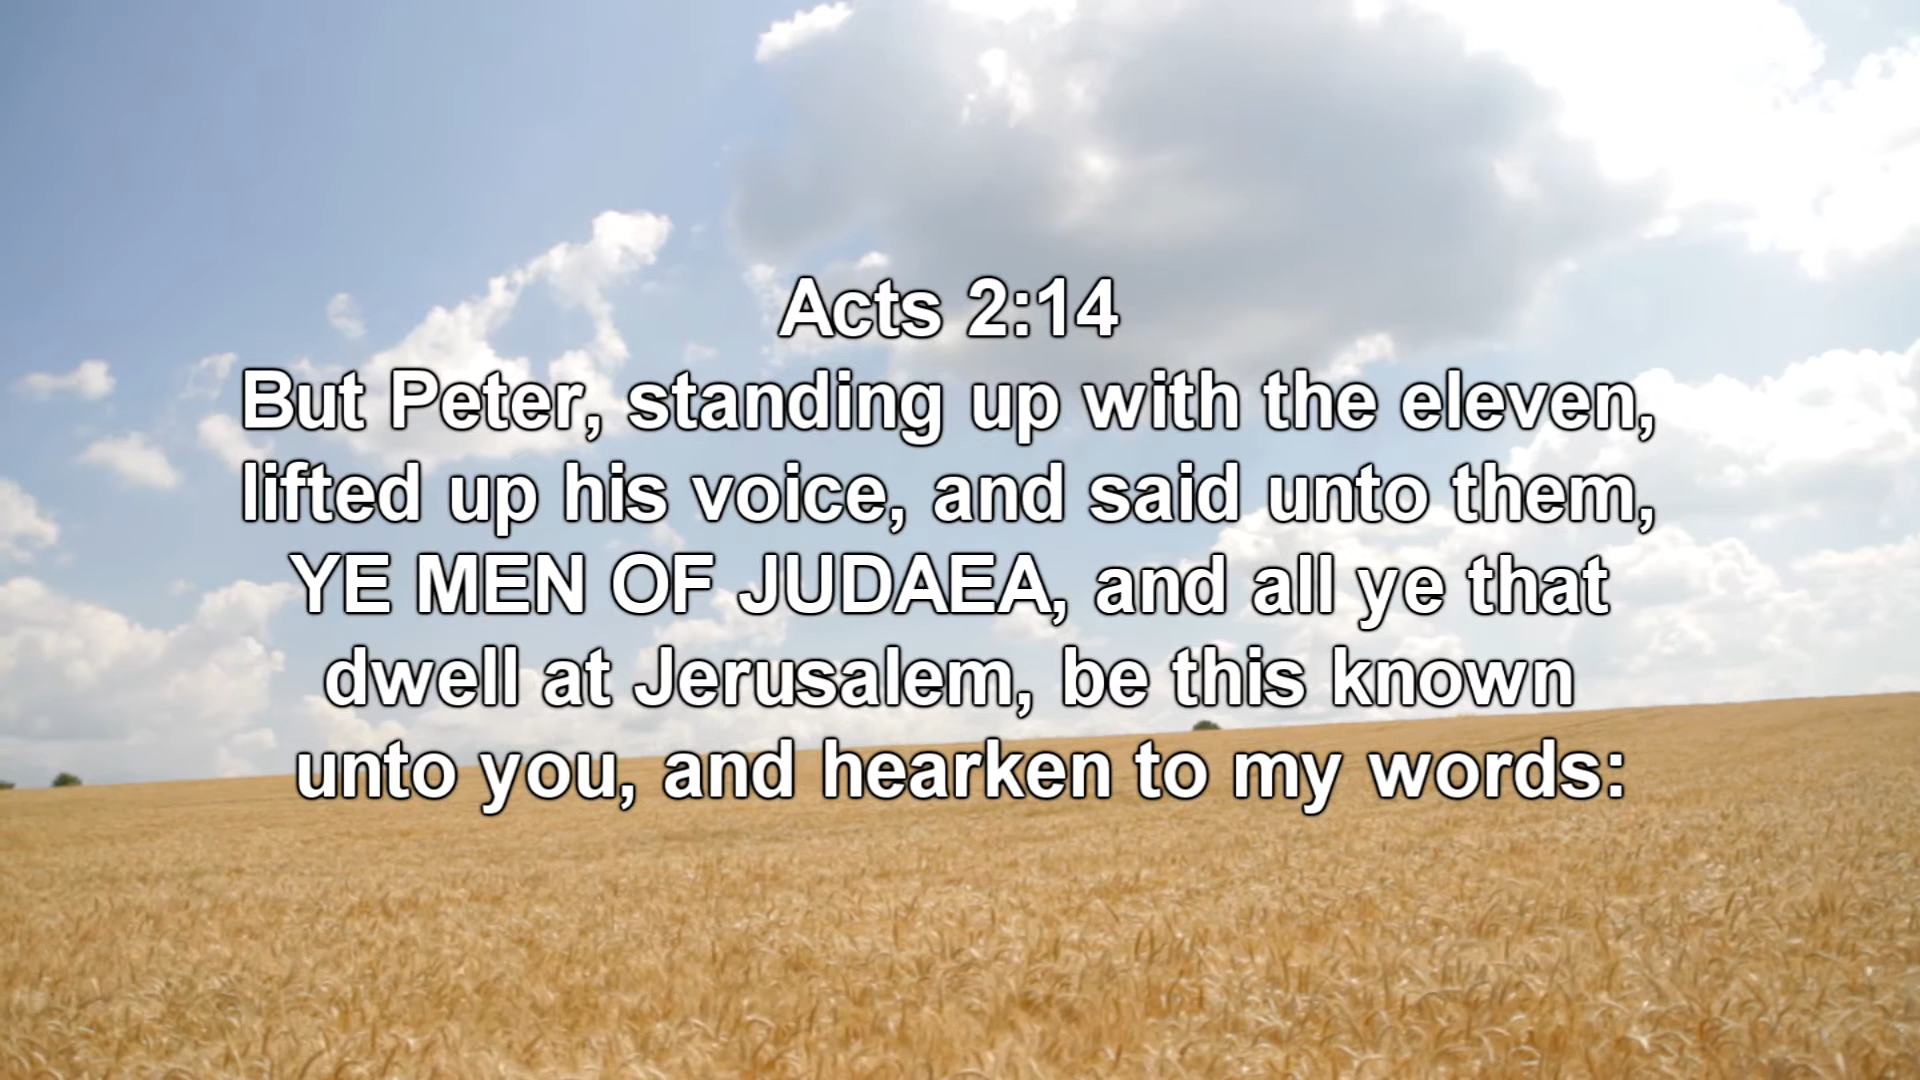 Acts 2:14
But Peter, standing up with the eleven,
lifted up his voice, and said unto them,
YE MEN OF JUDAEA, and all ye that
dwell at Jerusalem, be this known
unto you, and hearken to my words: